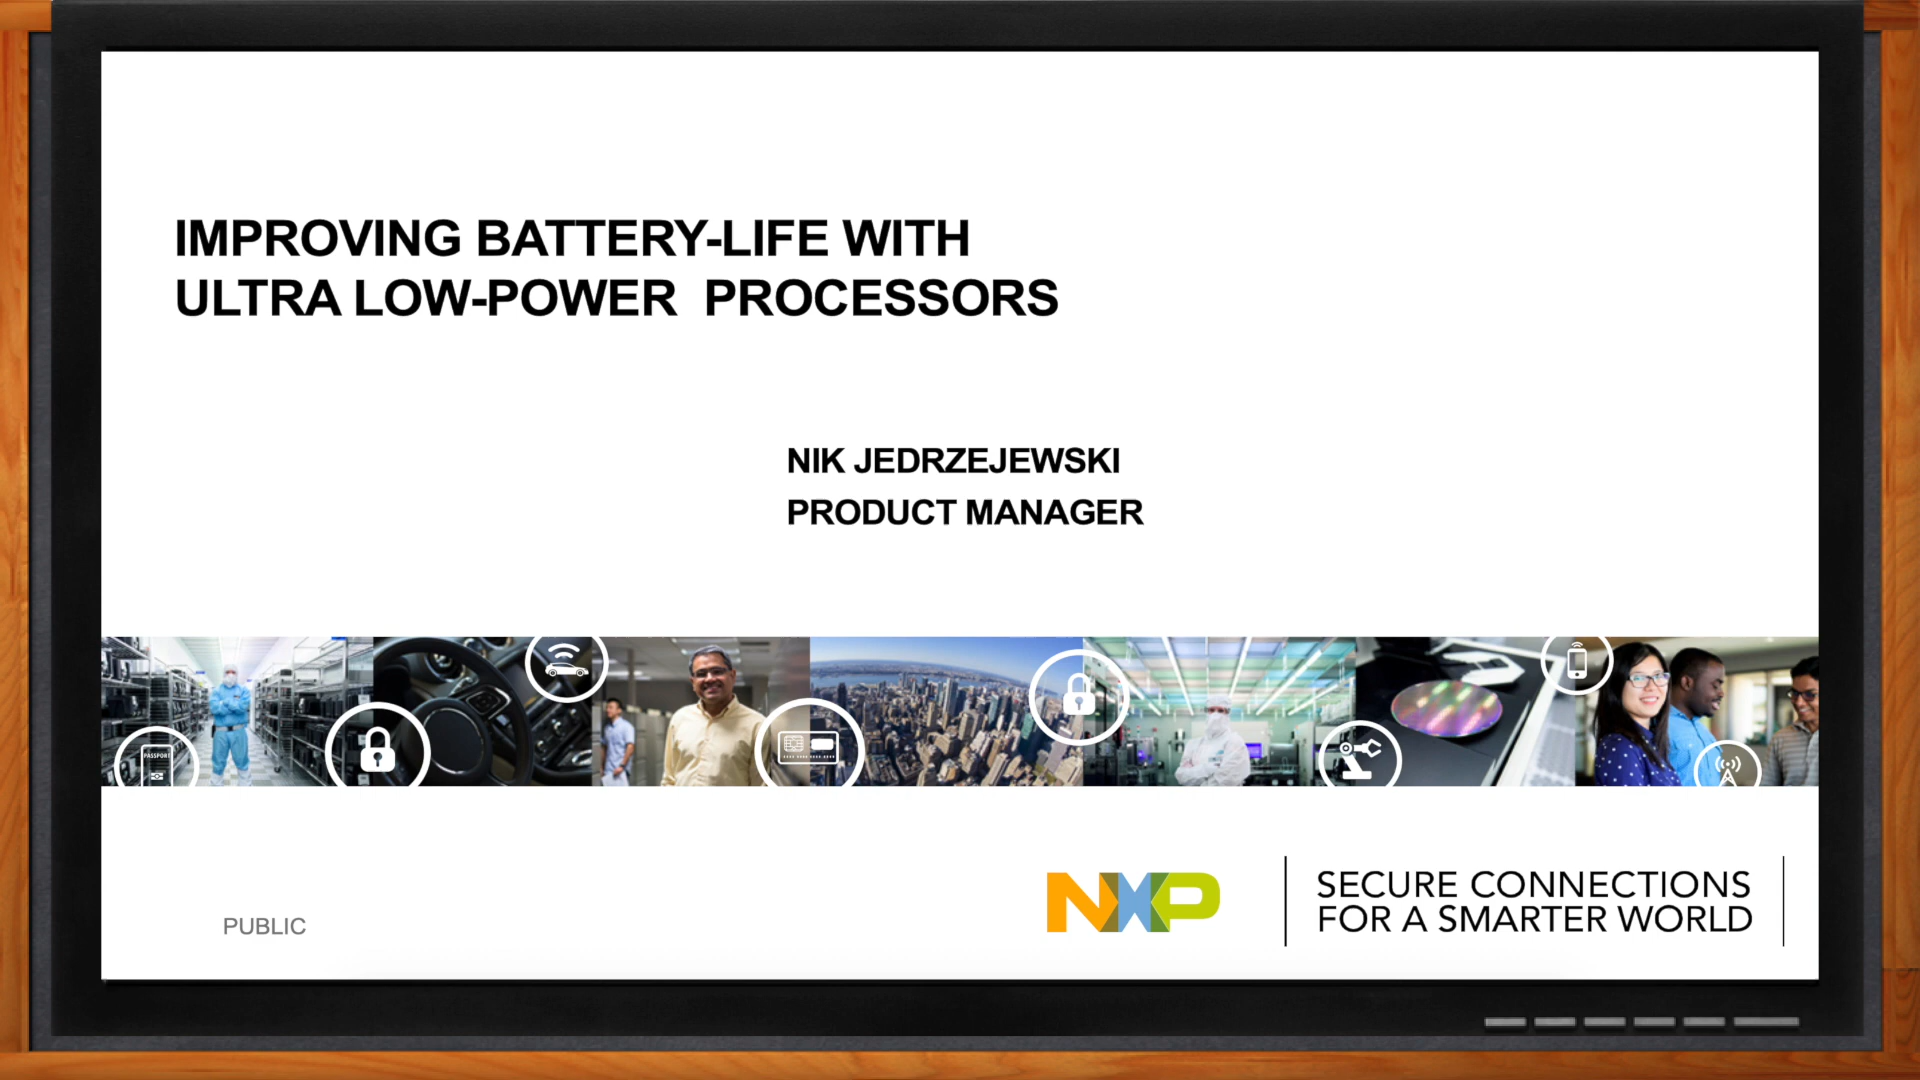 IMPROVING BATTERY-LIFE WITH
ULTRA LOW-POWER  PROCESSORS
NIK JEDRZEJEWSKI
PRODUCT MANAGER
PASSPORT
PUBLIC
NXP
SECURE CONNECTIONS
FOR A SMARTER WORLD